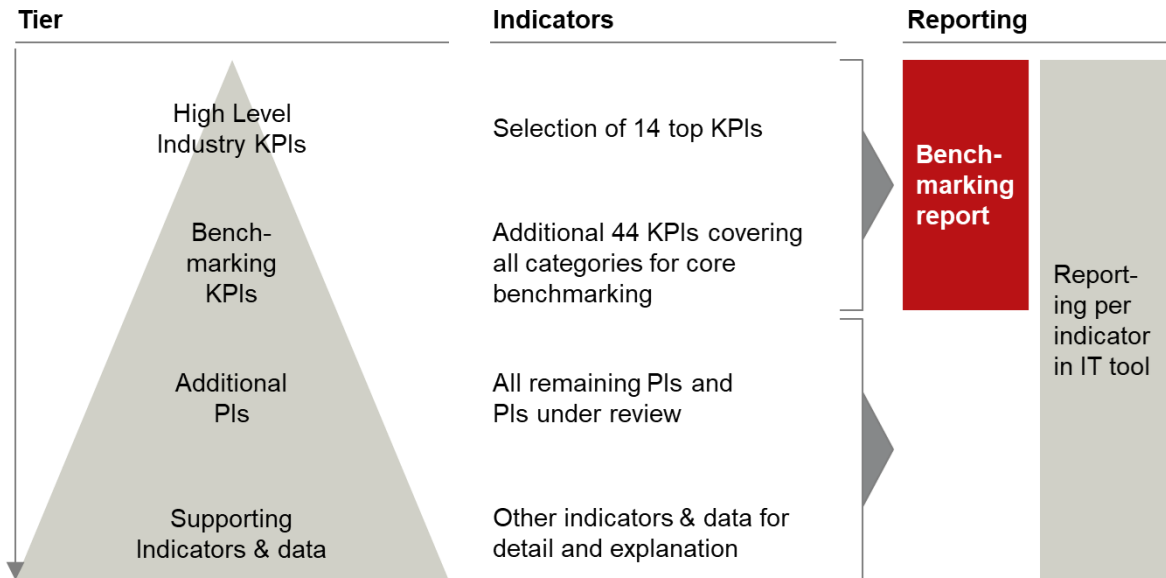 Tier
Indicators
Reporting
High Level
Industry KPIs
Selection of 14 top KPIs
Bench-
marking
KPIs
Additional 44 KPIs covering
all categories for core
benchmarking
Additional
PIs
All remaining PIs and
PIs under review
Supporting
Indicators & data
Other indicators & data for
detail and explanation
Bench-
marking
report
Report-
ing per
indicator
in IT tool